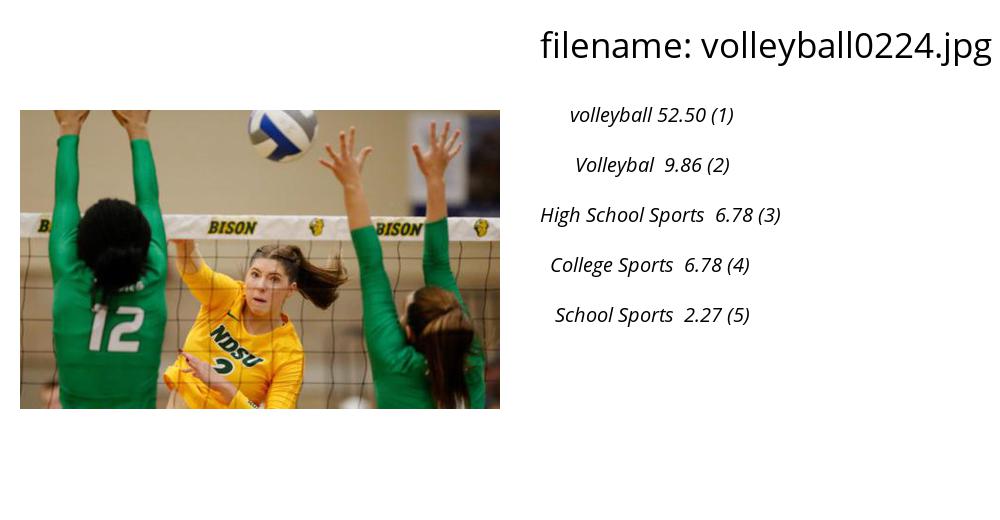 filename: volleyball0224.jpg
volleyball 52.50 (1)
Volleybal 9.86 (2)
High School Sports 6.78 (3)
College Sports 6.78 (4)
School Sports 2.27 (5)
BISON
BISON
12
NDSU
2